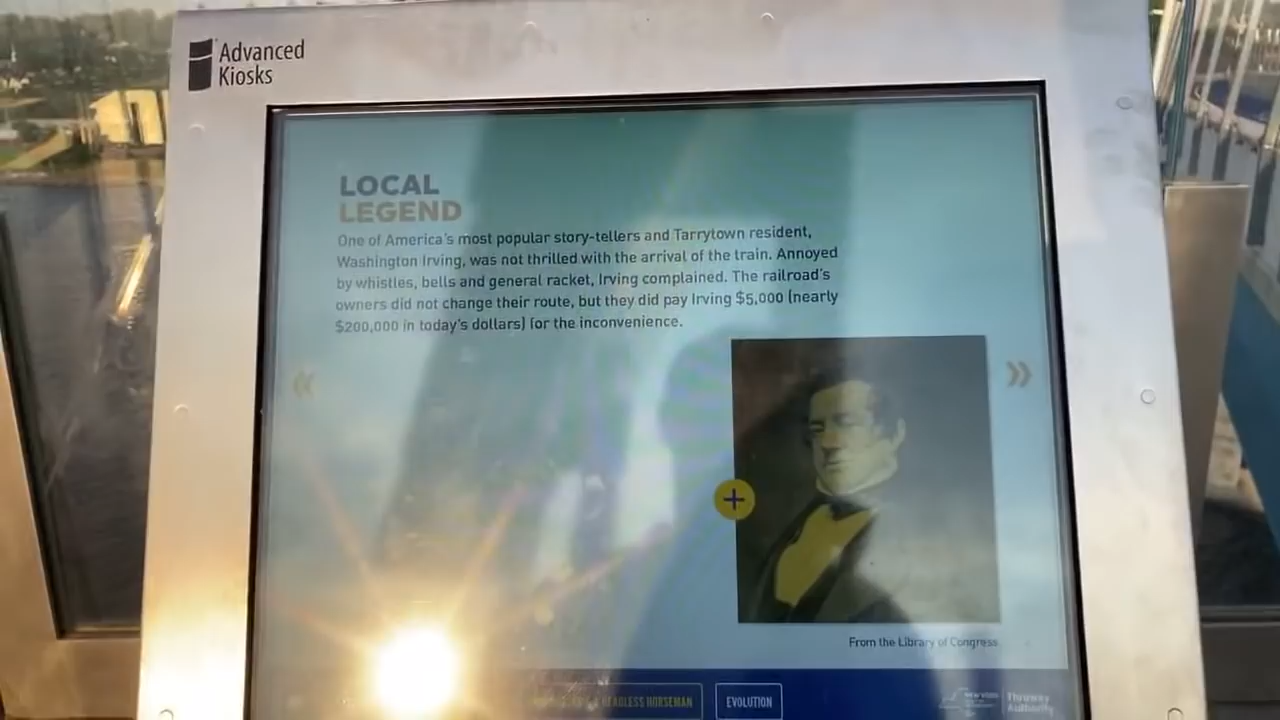 Advanced
Kiosks
LOCAL
LEGEND
One of America's most popular story-tellers and Tarrytown resident,
Washington Irving, was not thrilled with the arrival of the train. Annoyed
by whistles, bells and general racket, Irving complained. The railroad's
owners did not change their route, but they did pay Irving $5,000 (nearly
$200,000 in today's dollars) for the inconvenience.
«
»
+
From the Library of Congress
HEADLESS HORSEMAN
EVOLUTION
NEW YORK
Thruway
Authority